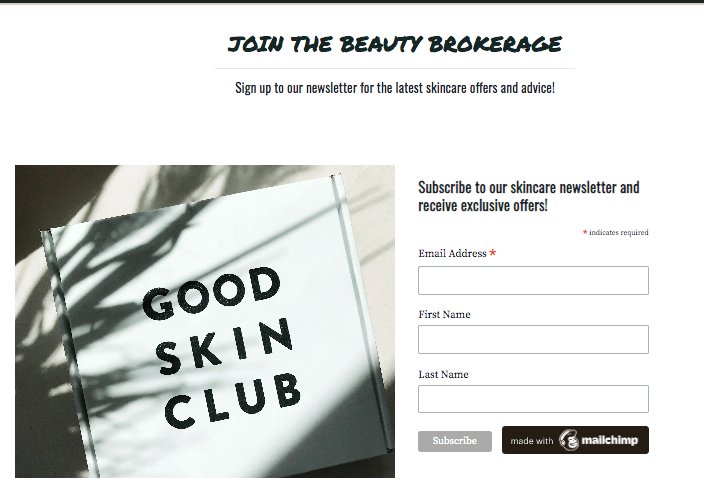 JOIN THE BEAUTY BROKERAGE
Sign up to our newsletter for the latest skincare offers and advice!
GOOD
SKIN
CLUB
Subscribe to our skincare newsletter and
receive exclusive offers!
* indicates required
Email Address *
First Name
Last Name
Subscribe
made with mailchimp